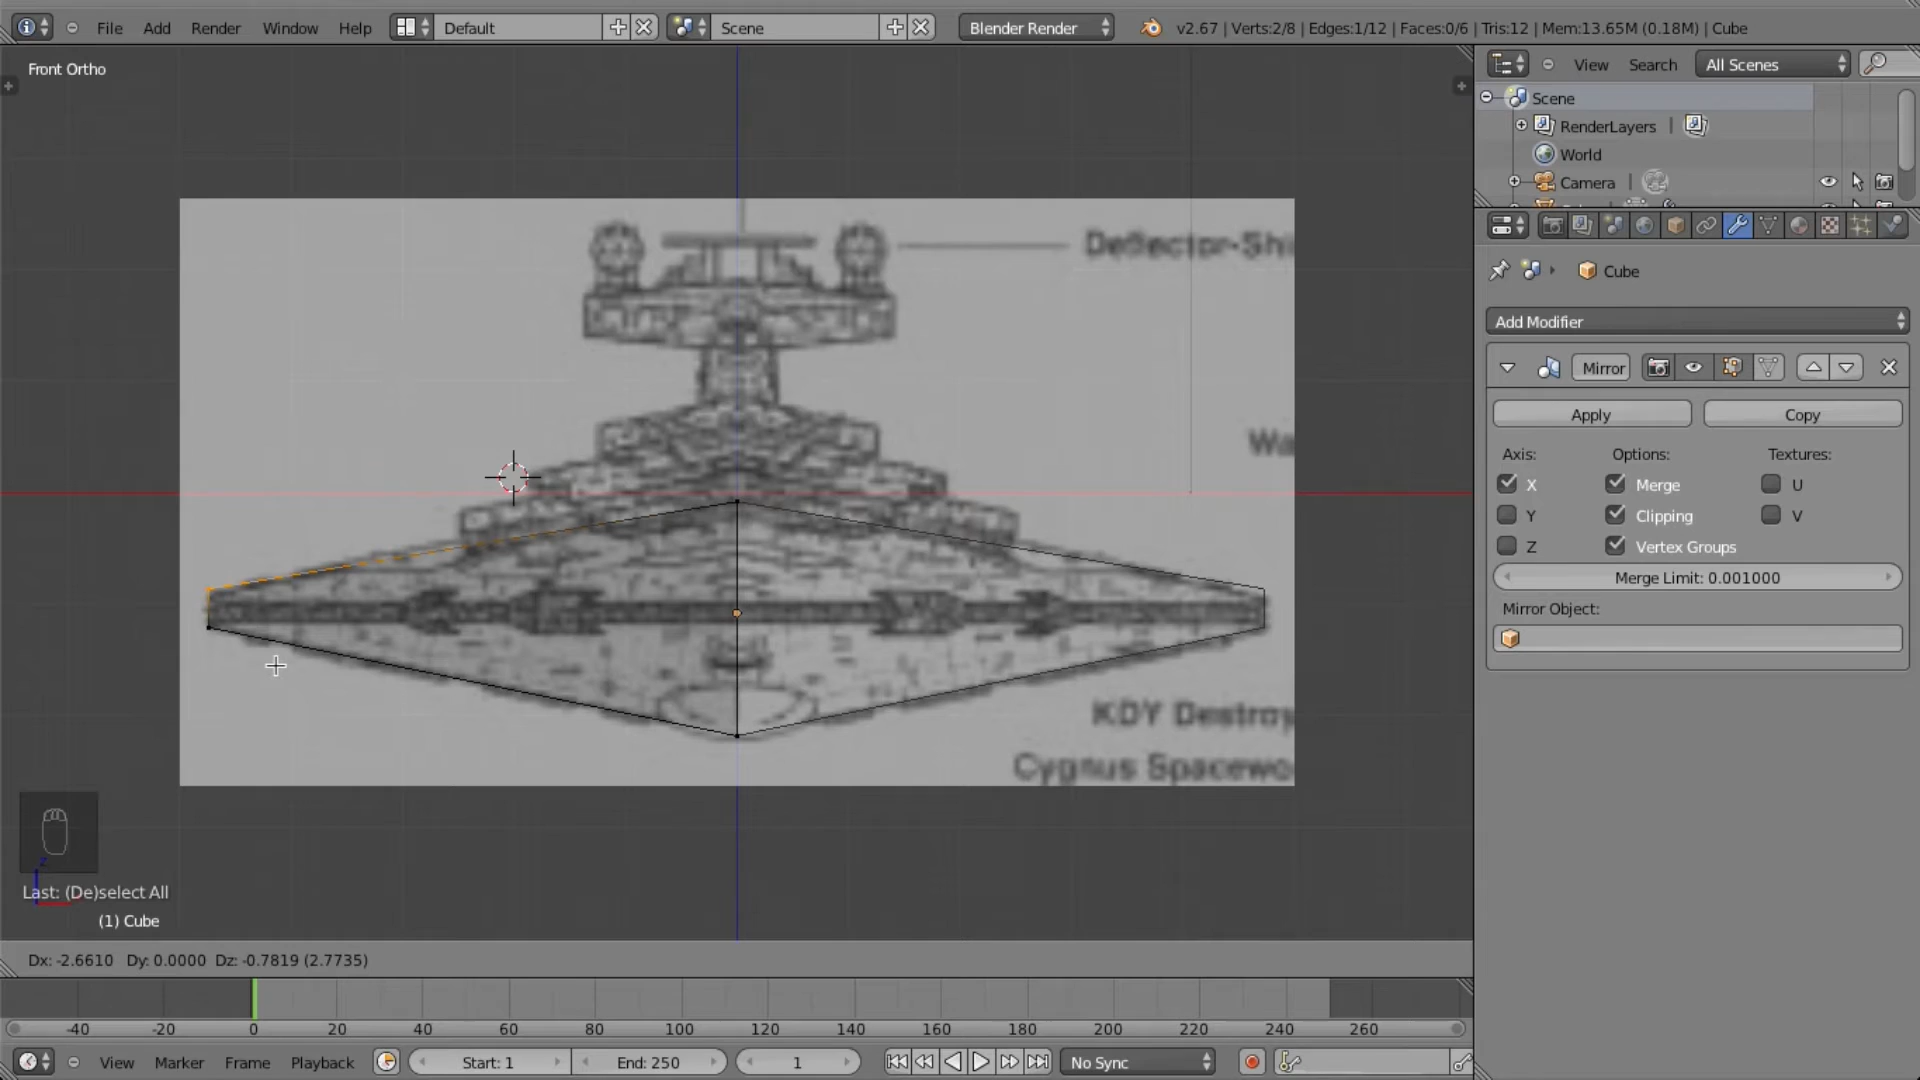 File Add Render Window Help Default Scene Blender Render v2.67 | Verts:2/8 | Edges:1/12 | Faces:0/6 | Tris:12 | Mem:13.65M (0.18M) | Cube
Front Ortho
View Search All Scenes
Scene
RenderLayers
World
Camera
Deflector-Shi
Cube
Add Modifier
Mirror
Apply Copy
Wa
Axis: Options: Textures:
X Merge U
Y Clipping V
Z Vertex Groups
Merge Limit: 0.001000
Mirror Object:
KDY Destroy
Cygnus Spacewo
z
Last: (De)select All
(1) Cube
Dx: -2.6610 Dy: 0.0000 Dz: -0.7819 (2.7735)
-40 -20 0 20 40 60 80 100 120 140 160 180 200 220 240 260
View Marker Frame Playback Start: 1 End: 250 1 No Sync